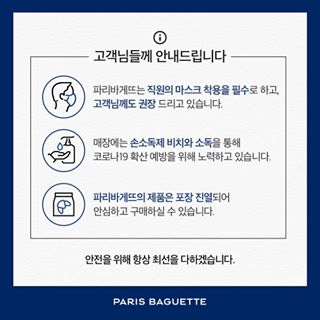 고객님들께 안내드립니다
파리바게뜨는 직원의 마스크 착용을 필수로 하고,
고객님께도 권장 드리고 있습니다.
매장에는 손소독제 비치와 소독을 통해
코로나19 확산 예방을 위해 노력하고 있습니다.
파리바게뜨의 제품은 포장 진열되어
안심하고 구매하실 수 있습니다.
안전을 위해 항상 최선을 다하겠습니다.
PARIS BAGUETTE